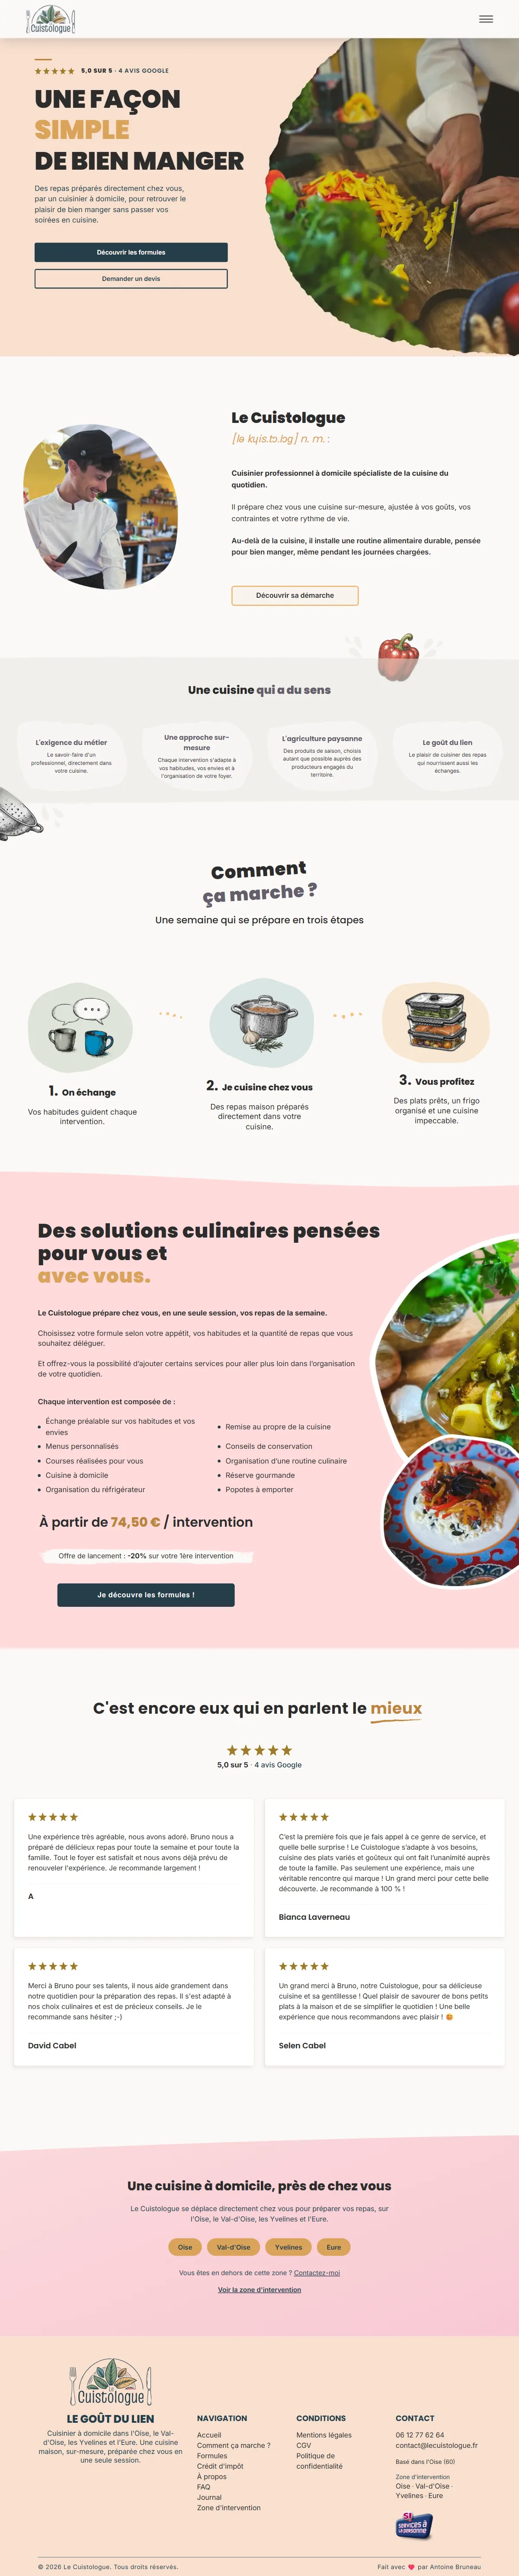 Cuistologue
5,0 SUR 5 · 4 AVIS GOOGLE
UNE FAÇON
SIMPLE
DE BIEN MANGER
Des repas préparés directement chez vous,
par un cuisinier à domicile, pour retrouver le
plaisir de bien manger sans passer vos
soirées en cuisine.
Découvrir les formules
Demander un devis
Le Cuistologue
[lə kɥis.tɔ.lɔg] n. m. :
Cuisinier professionnel à domicile spécialiste de la cuisine du
quotidien.
Il prépare chez vous une cuisine sur-mesure, ajustée à vos goûts, vos
contraintes et votre rythme de vie.
Au-delà de la cuisine, il installe une routine alimentaire durable, pensée
pour bien manger, même pendant les journées chargées.
Découvrir sa démarche
Une cuisine qui a du sens
L'exigence du métier
Le savoir-faire d'un
professionnel, directement dans
votre cuisine.
Une approche sur-
mesure
Chaque intervention s'adapte à
vos habitudes, vos envies et à
l'organisation de votre foyer.
L'agriculture paysanne
Des produits de saison, choisis
autant que possible auprès des
producteurs engagés du
territoire.
Le goût du lien
Le plaisir de cuisiner des repas
qui nourrissent aussi les
échanges.
Comment
ça marche ?
Une semaine qui se prépare en trois étapes
1. On échange
Vos habitudes guident chaque
intervention.
2. Je cuisine chez vous
Des repas maison préparés
directement dans votre
cuisine.
3. Vous profitez
Des plats prêts, un frigo
organisé et une cuisine
impeccable.
Des solutions culinaires pensées
pour vous et
avec vous.
Le Cuistologue prépare chez vous, en une seule session, vos repas de la semaine.
Choisissez votre formule selon votre appétit, vos habitudes et la quantité de repas que vous
souhaitez déléguer.
Et offrez-vous la possibilité d'ajouter certains services pour aller plus loin dans l'organisation
de votre quotidien.
Chaque intervention est composée de :
Échange préalable sur vos habitudes et vos
envies
Menus personnalisés
Courses réalisées pour vous
Cuisine à domicile
Organisation du réfrigérateur
Remise au propre de la cuisine
Conseils de conservation
Organisation d'une routine culinaire
Réserve gourmande
Popotes à emporter
À partir de 74,50 € / intervention
Offre de lancement : -20% sur votre 1ère intervention
Je découvre les formules !
C'est encore eux qui en parlent le mieux
5,0 sur 5 · 4 avis Google
Une expérience très agréable, nous avons adoré. Bruno nous a
préparé de délicieux repas pour toute la semaine et pour toute la
famille. Tout le foyer est satisfait et nous avons déjà prévu de
renouveler l'expérience. Je recommande largement !
A
C'est la première fois que je fais appel à ce genre de service, et
quelle belle surprise ! Le Cuistologue s'adapte à vos besoins,
cuisine des plats variés et goûteux qui ont fait l'unanimité auprès
de toute la famille. Pas seulement une expérience, mais une
véritable rencontre qui marque ! Un grand merci pour cette belle
découverte. Je recommande à 100 % !
Bianca Laverneau
Merci à Bruno pour ses talents, il nous aide grandement dans
notre quotidien pour la préparation des repas. Il s'est adapté à
nos choix culinaires et est de précieux conseils. Je le
recommande sans hésiter ;-)
David Cabel
Un grand merci à Bruno, notre Cuistologue, pour sa délicieuse
cuisine et sa gentillesse ! Quel plaisir de savourer de bons petits
plats à la maison et de se simplifier le quotidien ! Une belle
expérience que nous recommandons avec plaisir ! 😋
Selen Cabel
Une cuisine à domicile, près de chez vous
Le Cuistologue se déplace directement chez vous pour préparer vos repas, sur
l'Oise, le Val-d'Oise, les Yvelines et l'Eure.
Oise
Val-d'Oise
Yvelines
Eure
Vous êtes en dehors de cette zone ? Contactez-moi
Voir la zone d'intervention
Cuistologue
LE GOÛT DU LIEN
Cuisinier à domicile dans l'Oise, le Val-
d'Oise, les Yvelines et l'Eure. Une cuisine
maison, sur-mesure, préparée chez vous en
une seule session.
NAVIGATION
Accueil
Comment ça marche ?
Formules
Crédit d'impôt
À propos
FAQ
Journal
Zone d'intervention
CONDITIONS
Mentions légales
CGV
Politique de
confidentialité
CONTACT
06 12 77 62 64
contact@lecuistologue.fr
Basé dans l'Oise (60)
Zone d'intervention
Oise · Val-d'Oise ·
Yvelines · Eure
services à
la personne
© 2026 Le Cuistologue. Tous droits réservés.
Fait avec ❤ par Antoine Bruneau